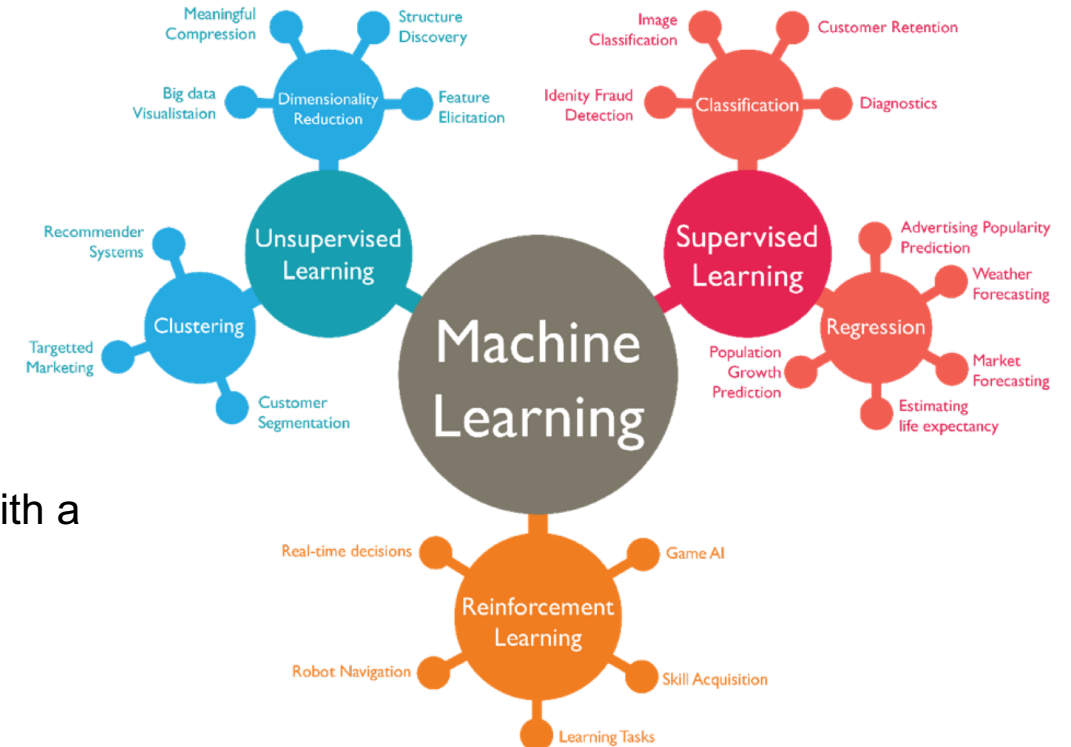 Meaningful
Compression
Structure
Discovery
Big data
Visualistaion
Dimensionality
Reduction
Feature
Elicitation
Unsupervised
Learning
Recommender
Systems
Clustering
Targetted
Marketing
Customer
Segmentation
Machine
Learning
Image
Classification
Customer Retention
Idenity Fraud
Detection
Classification
Diagnostics
Supervised
Learning
Advertising Popularity
Prediction
Weather
Forecasting
Regression
Population
Growth
Prediction
Market
Forecasting
Estimating
life expectancy
ith a
Real-time decisions
Game AI
Reinforcement
Learning
Robot Navigation
Skill Acquisition
Learning Tasks